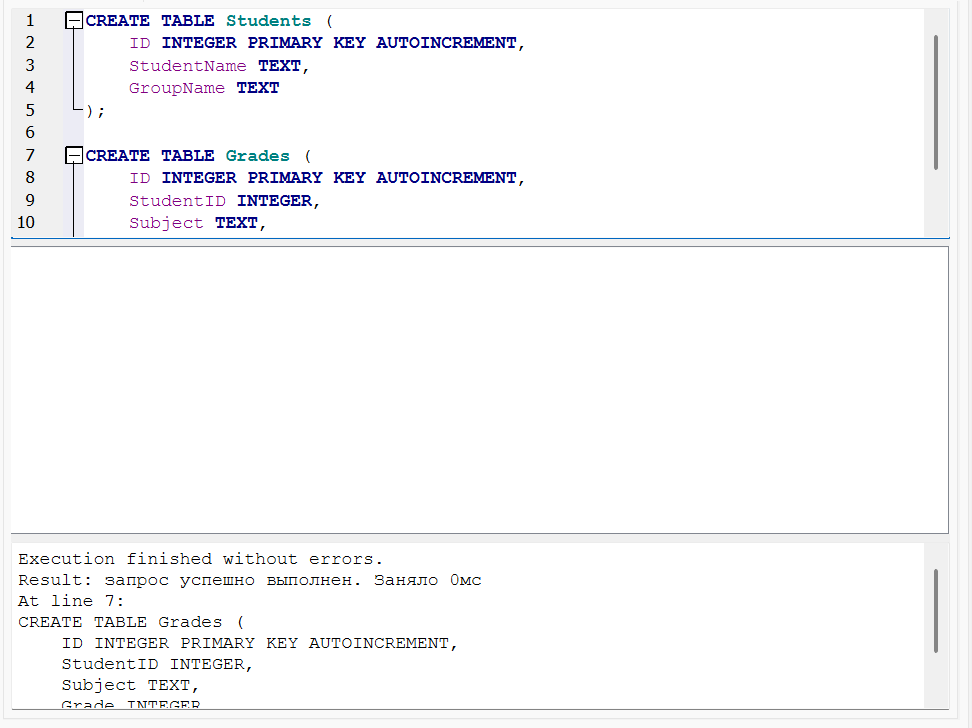 1 CREATE TABLE Students (
2 ID INTEGER PRIMARY KEY AUTOINCREMENT,
3 StudentName TEXT,
4 GroupName TEXT
5 );
6
7 CREATE TABLE Grades (
8 ID INTEGER PRIMARY KEY AUTOINCREMENT,
9 StudentID INTEGER,
10 Subject TEXT,
Execution finished without errors.
Result: запрос успешно выполнен. Заняло 0мс
At line 7:
CREATE TABLE Grades (
ID INTEGER PRIMARY KEY AUTOINCREMENT,
StudentID INTEGER,
Subject TEXT,
Grade INTEGER